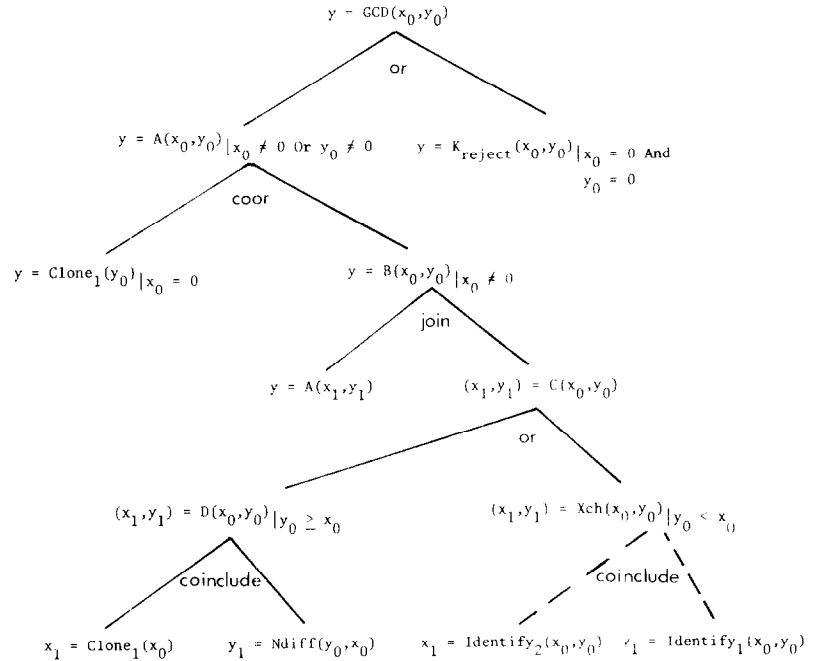 y = GCD(x₀,y₀)
or
y = A(x₀,y₀)|x₀ ≠ 0 Or y₀ ≠ 0
y = K_reject(x₀,y₀)|x₀ = 0 And
y₀ = 0
coor
y = Clone₁(y₀)|x₀ = 0
y = B(x₀,y₀)|x₀ ≠ 0
join
y = A(x₁,y₁)
(x₁,y₁) = C(x₀,y₀)
or
(x₁,y₁) = D(x₀,y₀)|y₀ ≥ x₀
(x₁,y₁) = Xch(x₀,y₀)|y₀ < x₀
coinclude
coinclude
x₁ = Clone₁(x₀)
y₁ = Ndiff(y₀,x₀)
x₁ = Identify₂(x₀,y₀)
y₁ = Identify₁(x₀,y₀)